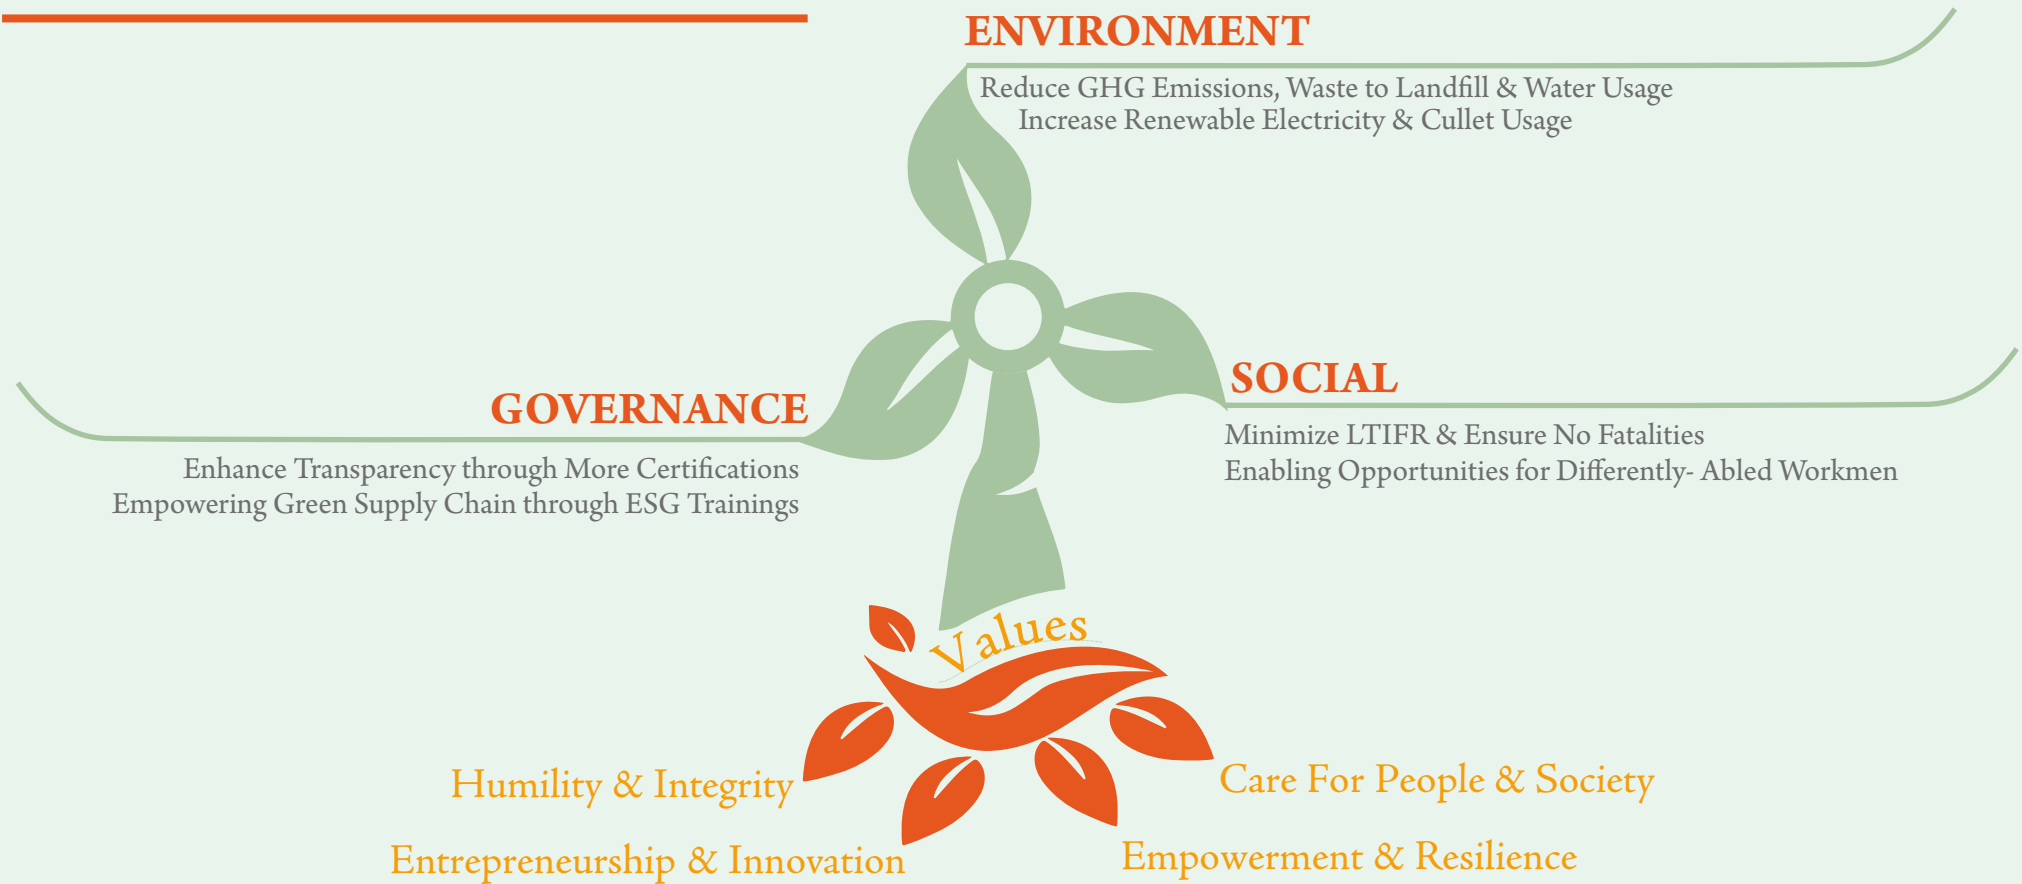 ENVIRONMENT
Reduce GHG Emissions, Waste to Landfill & Water Usage
Increase Renewable Electricity & Cullet Usage
SOCIAL
Minimize LTIFR & Ensure No Fatalities
Enabling Opportunities for Differently- Abled Workmen
GOVERNANCE
Enhance Transparency through More Certifications
Empowering Green Supply Chain through ESG Trainings
Values
Humility & Integrity
Care For People & Society
Entrepreneurship & Innovation
Empowerment & Resilience